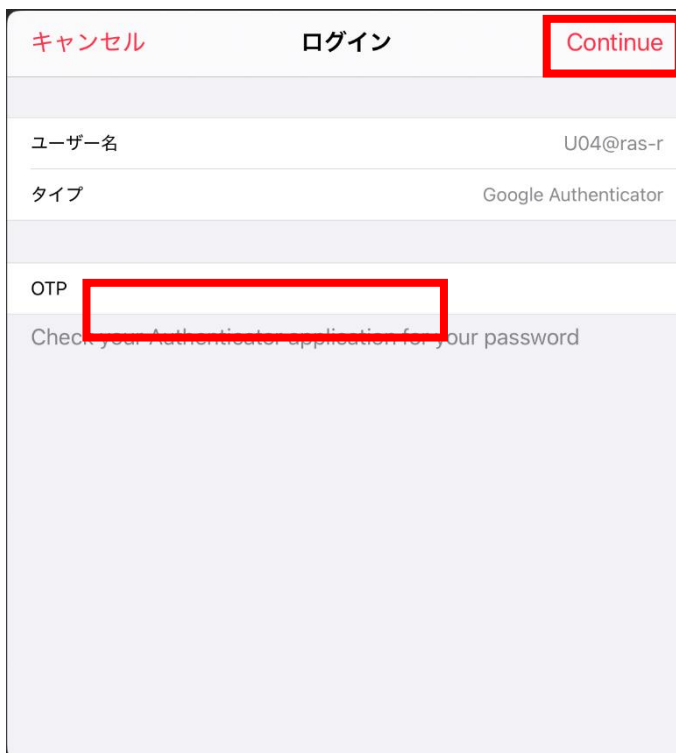 キャンセル ログイン Continue
ユーザー名 U04@ras-r
タイプ Google Authenticator
OTP
Check your Authenticator application for your password